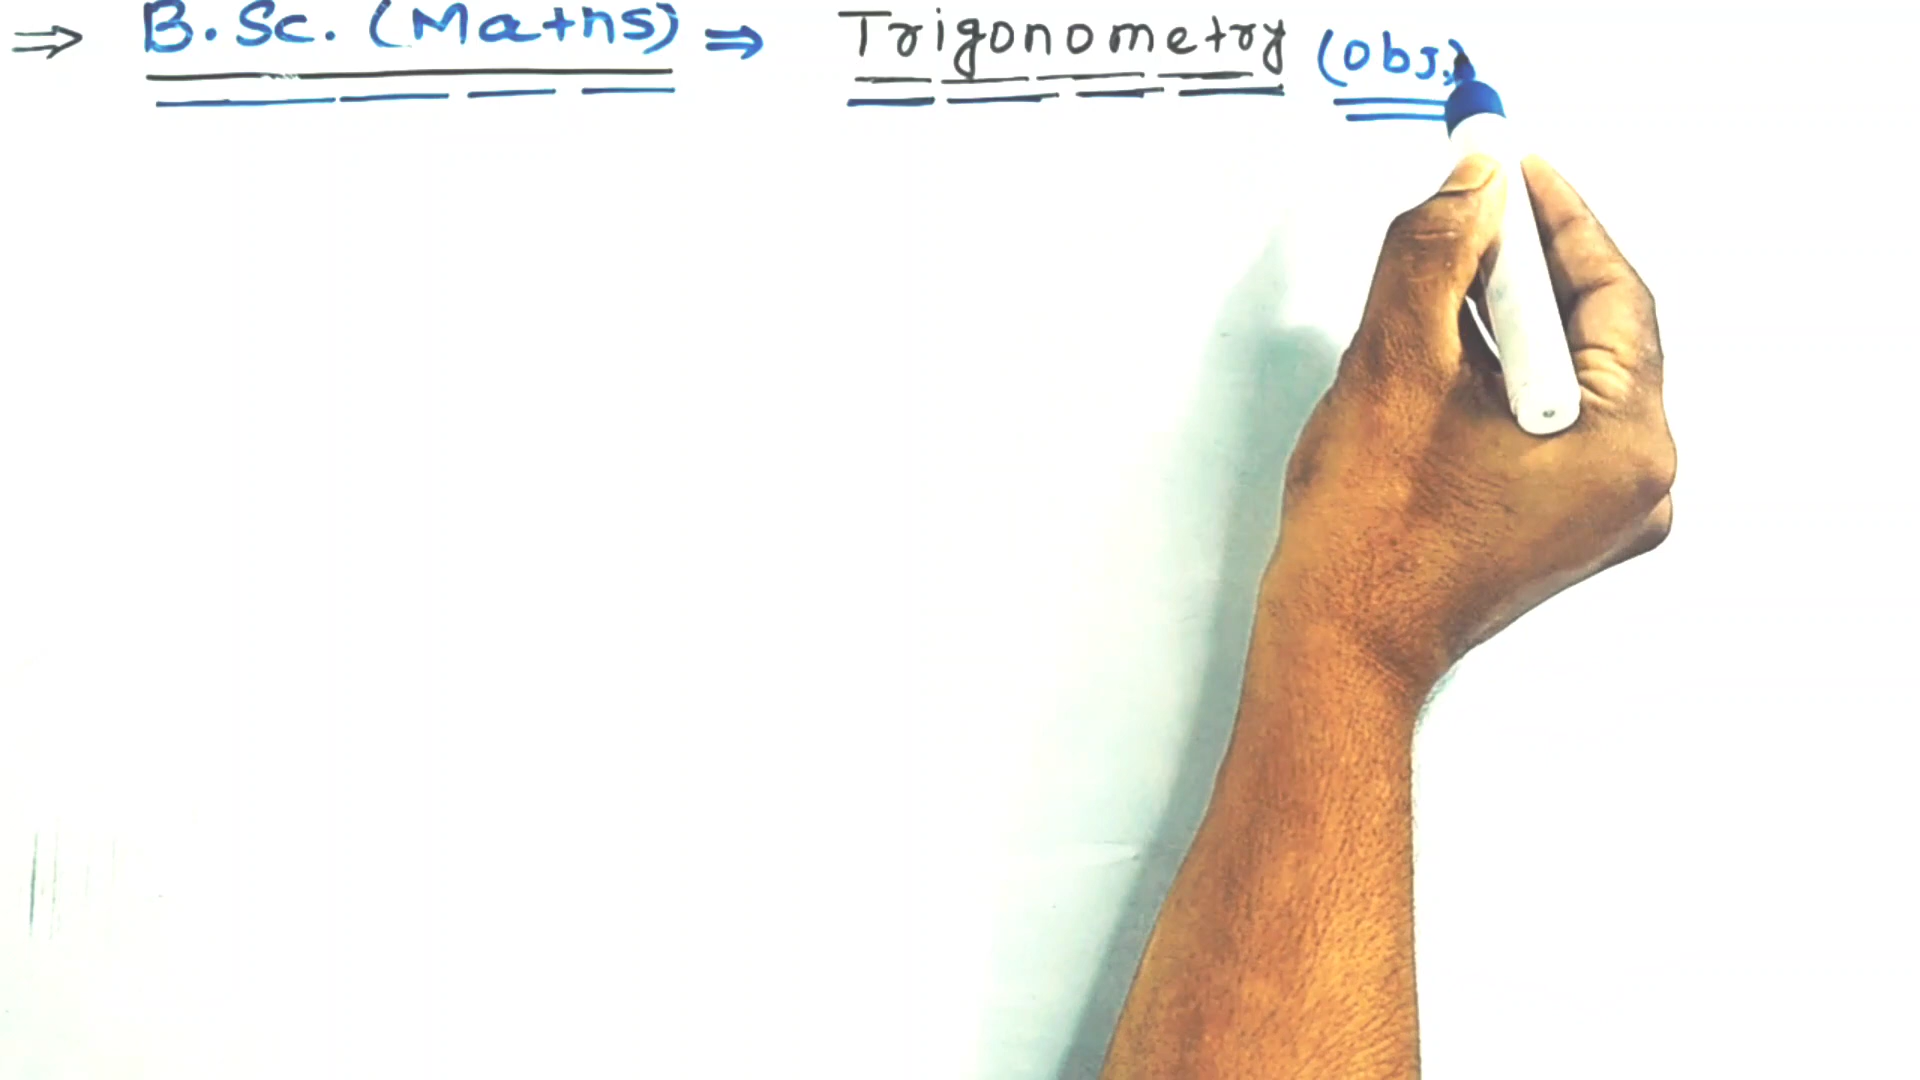 ⇒ B.Sc. (Maths) ⇒ Trigonometry (Obj.)